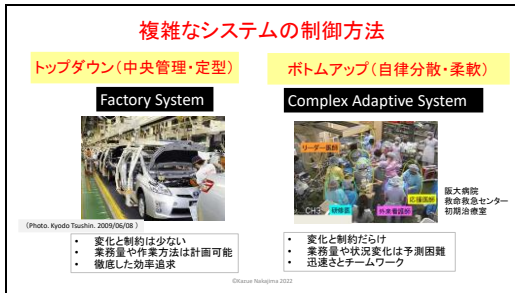 複雑なシステムの制御方法
トップダウン(中央管理・定型)
ボトムアップ(自律分散・柔軟)
Factory System
Complex Adaptive System
リーダー医師
応援医師
研修医
外来看護師
阪大病院
救命救急センター
初期治療室
(Photo. Kyodo Tsushin. 2009/06/08 )
• 変化と制約は少ない
• 業務量や作業方法は計画可能
• 徹底した効率追求
• 変化と制約だらけ
• 業務量や状況変化は予測困難
• 迅速さとチームワーク
©Kazue Nakajima 2022